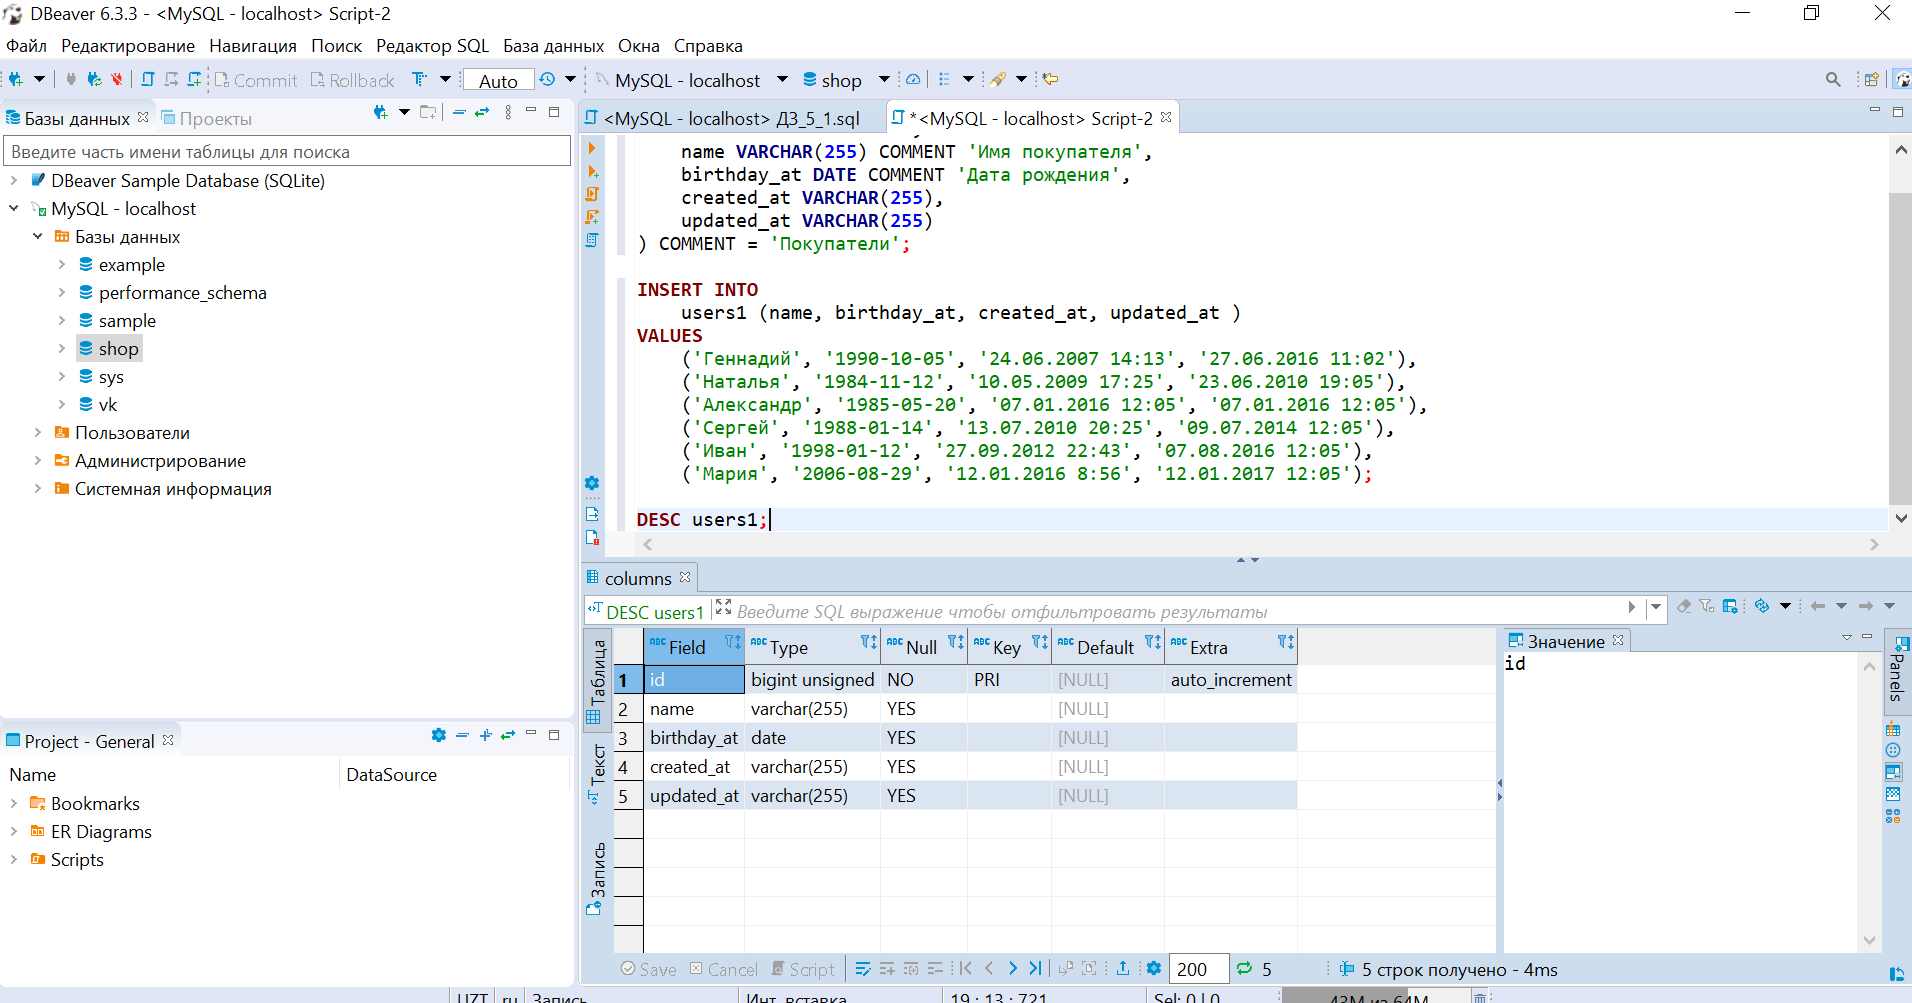 DBeaver 6.3.3 - <MySQL - localhost> Script-2
Файл Редактирование Навигация Поиск Редактор SQL База данных Окна Справка
Commit Rollback Auto MySQL - localhost shop
Базы данных Проекты
Введите часть имени таблицы для поиска
DBeaver Sample Database (SQLite)
MySQL - localhost
Базы данных
example
performance_schema
sample
shop
sys
vk
Пользователи
Администрирование
Системная информация
Project - General
Name DataSource
Bookmarks
ER Diagrams
Scripts
<MySQL - localhost> ДЗ_5_1.sql *<MySQL - localhost> Script-2
name VARCHAR(255) COMMENT 'Имя покупателя',
birthday_at DATE COMMENT 'Дата рождения',
created_at VARCHAR(255),
updated_at VARCHAR(255)
) COMMENT = 'Покупатели';
INSERT INTO
users1 (name, birthday_at, created_at, updated_at )
VALUES
('Геннадий', '1990-10-05', '24.06.2007 14:13', '27.06.2016 11:02'),
('Наталья', '1984-11-12', '10.05.2009 17:25', '23.06.2010 19:05'),
('Александр', '1985-05-20', '07.01.2016 12:05', '07.01.2016 12:05'),
('Сергей', '1988-01-14', '13.07.2010 20:25', '09.07.2014 12:05'),
('Иван', '1998-01-12', '27.09.2012 22:43', '07.08.2016 12:05'),
('Мария', '2006-08-29', '12.01.2016 8:56', '12.01.2017 12:05');
DESC users1;
columns
DESC users1 Введите SQL выражение чтобы отфильтровать результаты
Таблица
Текст
Запись
ABC Field ABC Type ABC Null ABC Key ABC Default ABC Extra
1 id bigint unsigned NO PRI [NULL] auto_increment
2 name varchar(255) YES [NULL]
3 birthday_at date YES [NULL]
4 created_at varchar(255) YES [NULL]
5 updated_at varchar(255) YES [NULL]
Значение
id
Panels
Save Cancel Script 200 5 5 строк получено - 4ms
UZT ru Запись Инт. вставка 19 : 13 : 721 Sel: 0 | 0 43M из 64M